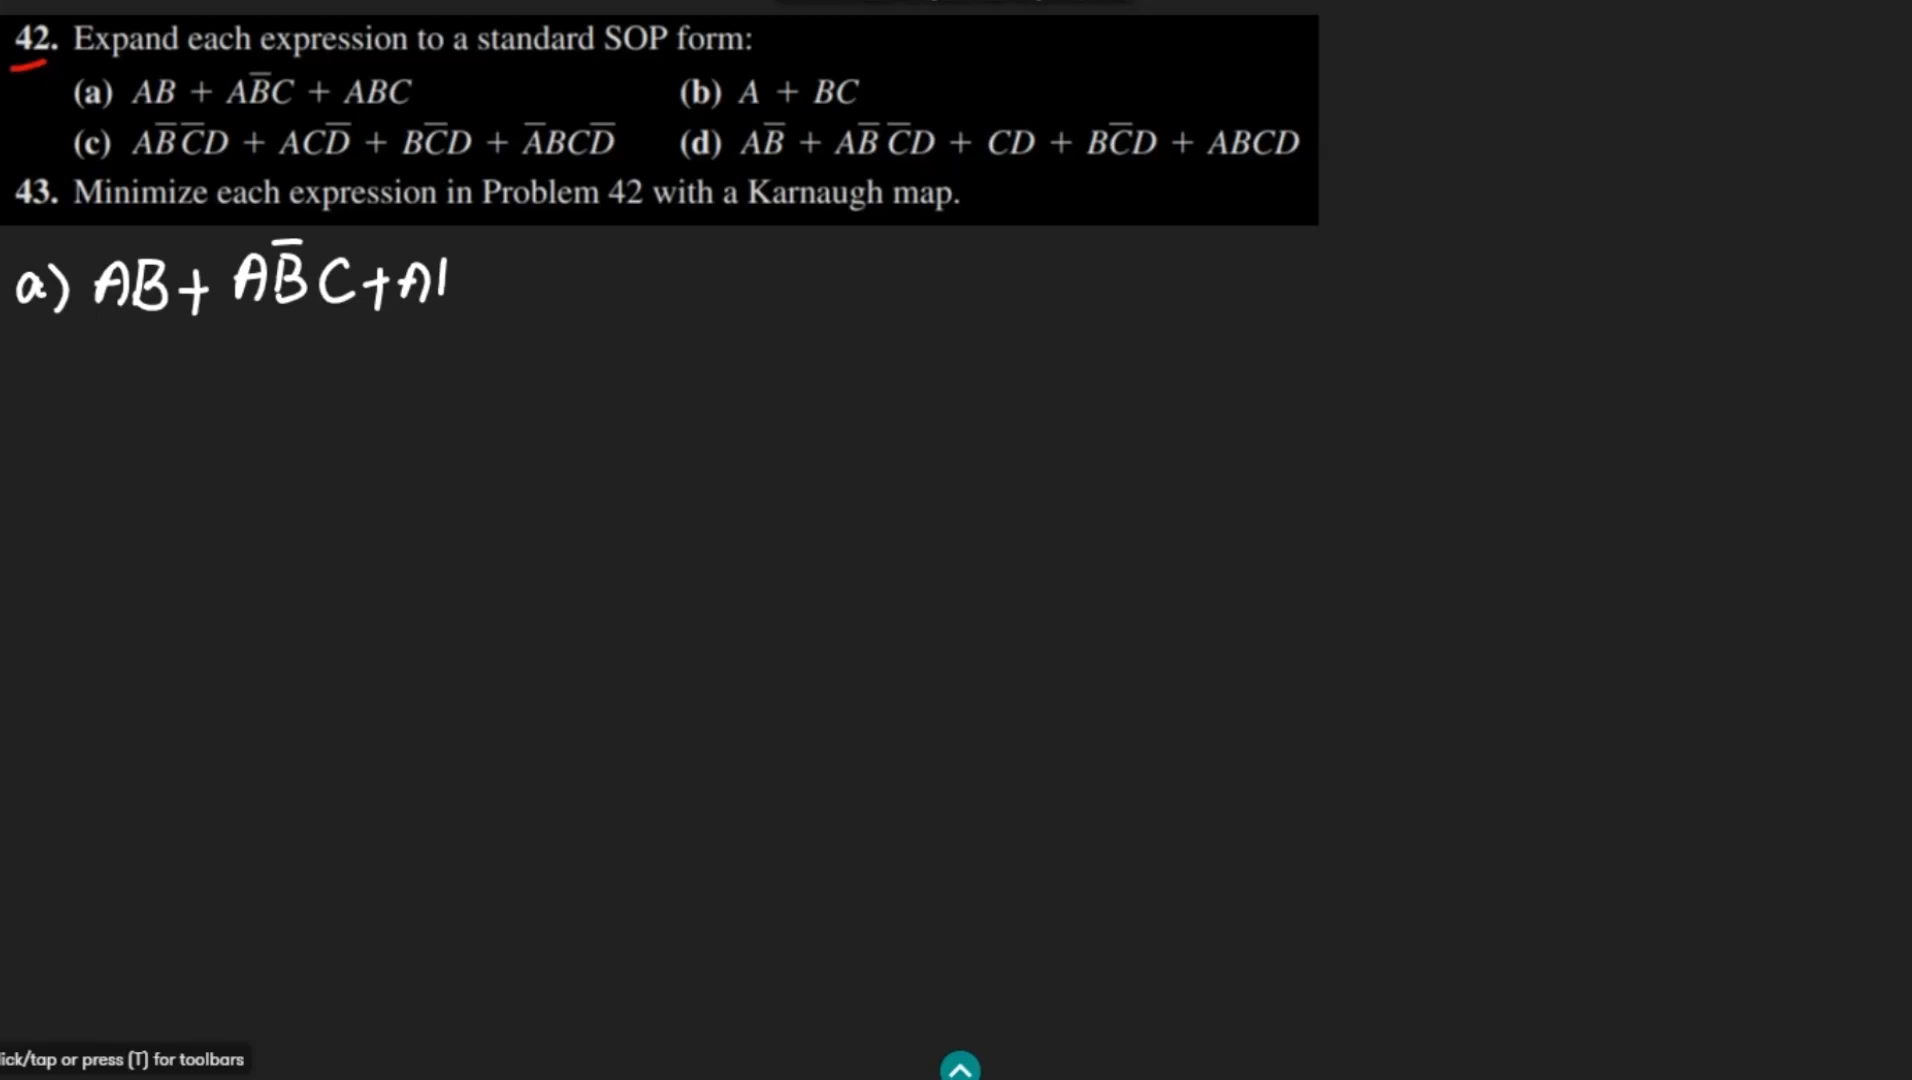 42. Expand each expression to a standard SOP form:
(a) AB + AB̅C + ABC (b) A + BC
(c) AB̅ C̅D + ACD̅ + BC̅D + A̅BCD̅ (d) AB̅ + AB̅ C̅D + CD + BC̅D + ABCD
43. Minimize each expression in Problem 42 with a Karnaugh map.
a) AB + AB̅C + A
lick/tap or press (T) for toolbars